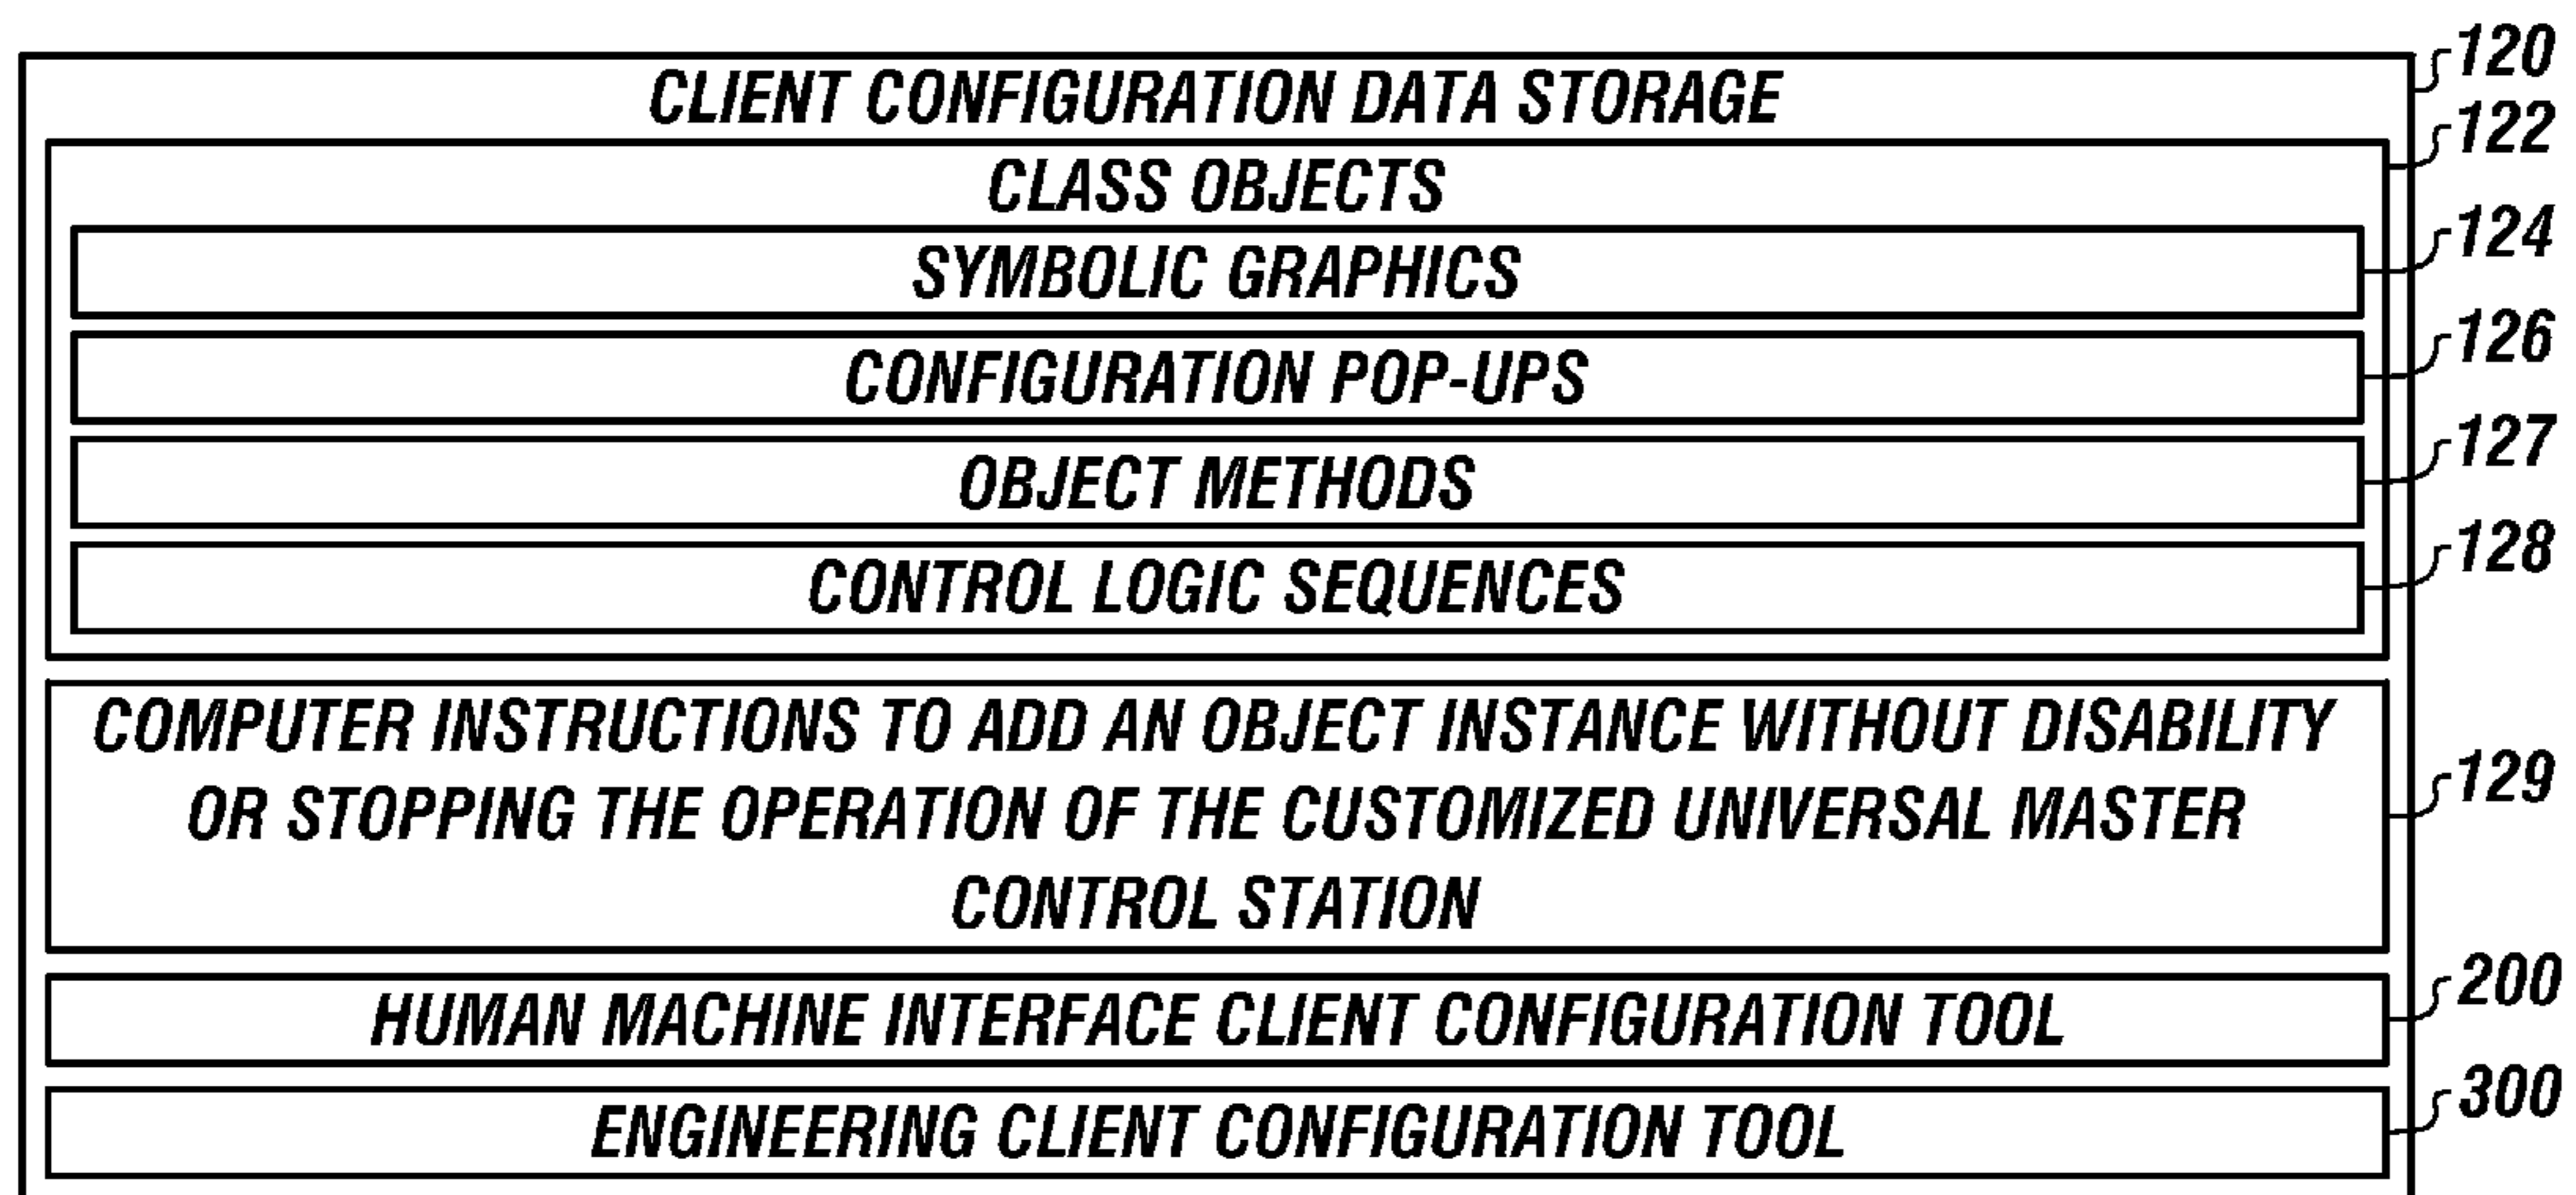 CLIENT CONFIGURATION DATA STORAGE
120
CLASS OBJECTS
122
SYMBOLIC GRAPHICS
124
CONFIGURATION POP-UPS
126
OBJECT METHODS
127
CONTROL LOGIC SEQUENCES
128
COMPUTER INSTRUCTIONS TO ADD AN OBJECT INSTANCE WITHOUT DISABILITY
OR STOPPING THE OPERATION OF THE CUSTOMIZED UNIVERSAL MASTER
CONTROL STATION
129
HUMAN MACHINE INTERFACE CLIENT CONFIGURATION TOOL
200
ENGINEERING CLIENT CONFIGURATION TOOL
300